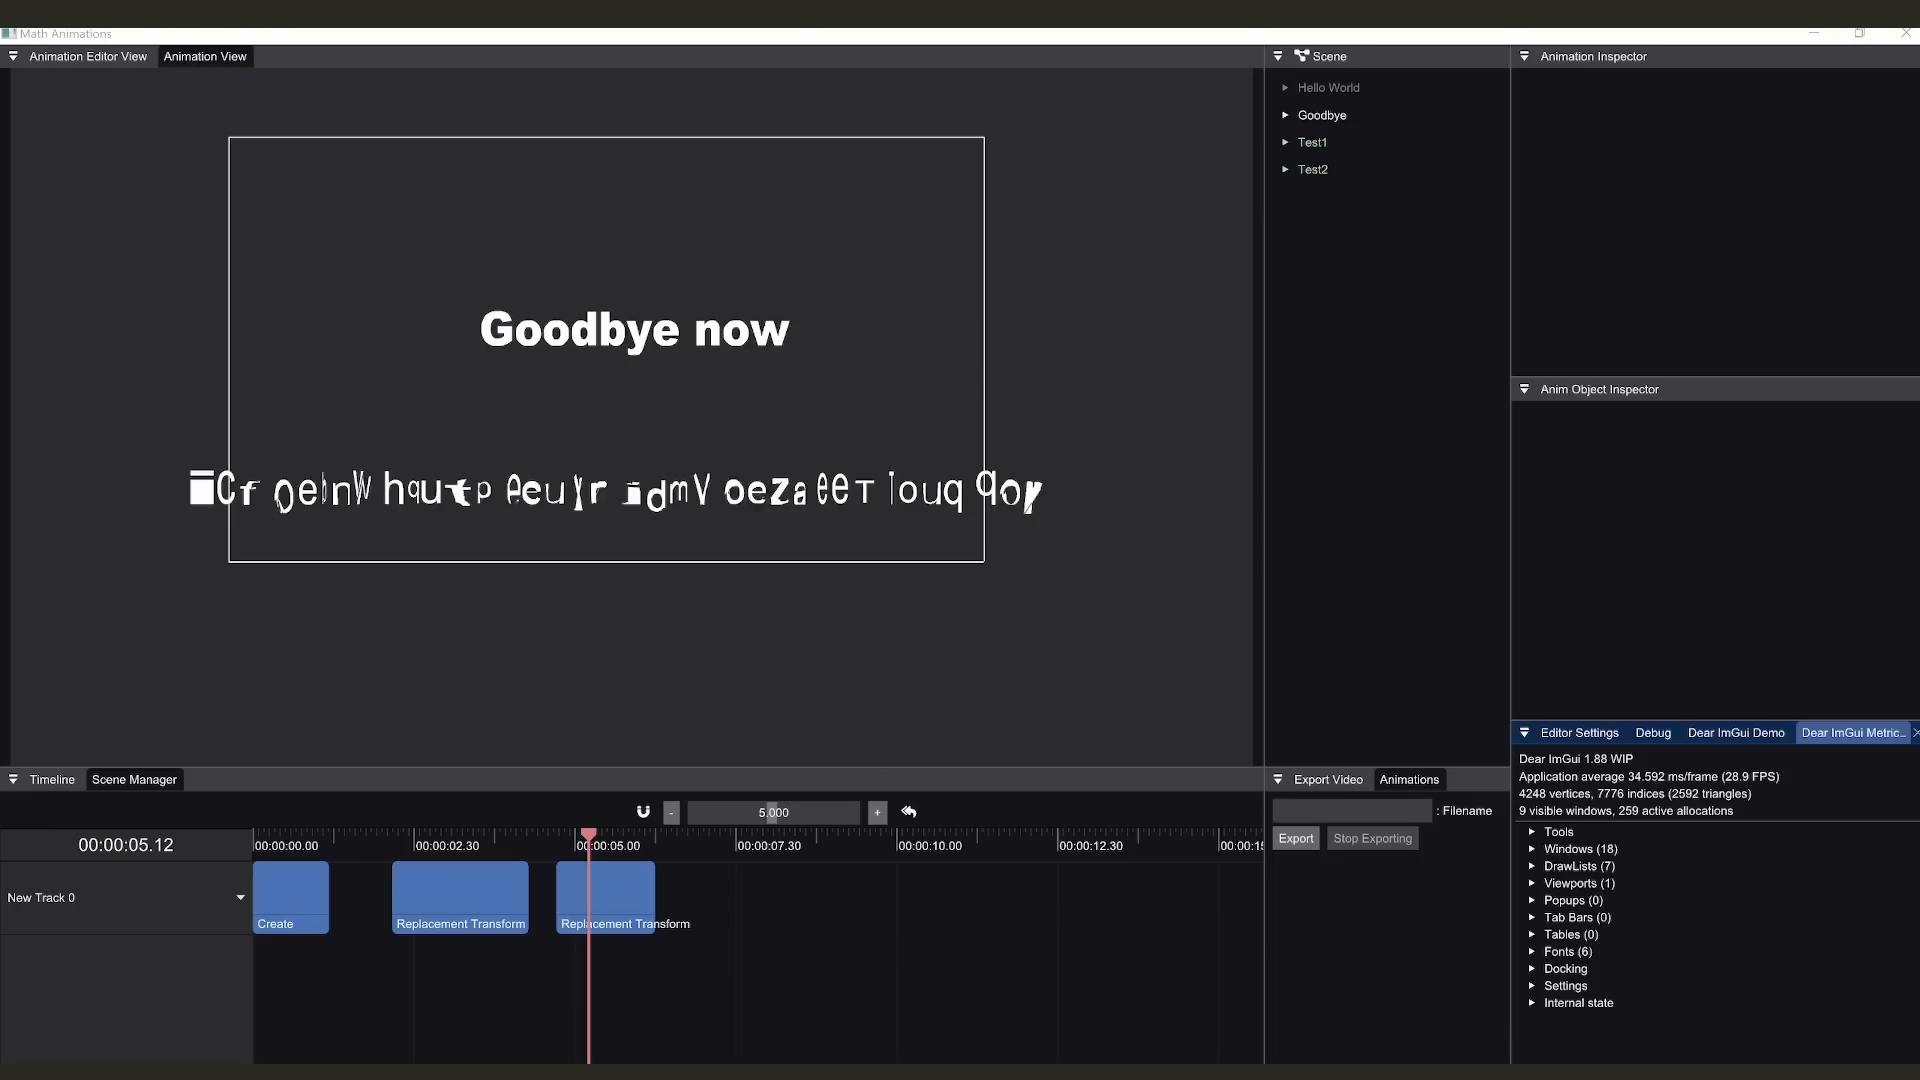 Math Animations
Animation Editor View
Animation View
Scene
Animation Inspector
Hello World
Goodbye
Test1
Test2
Goodbye now
Anim Object Inspector
Editor Settings
Debug
Dear ImGui Demo
Dear ImGui Metric...
Dear ImGui 1.88 WIP
Application average 34.592 ms/frame (28.9 FPS)
4248 vertices, 7776 indices (2592 triangles)
9 visible windows, 259 active allocations
Tools
Windows (18)
DrawLists (7)
Viewports (1)
Popups (0)
Tab Bars (0)
Tables (0)
Fonts (6)
Docking
Settings
Internal state
Timeline
Scene Manager
Export Video
Animations
- 5.000 +
: Filename
Export
Stop Exporting
00:00:05.12
00:00:00.00
00:00:02.30
00:00:05.00
00:00:07.30
00:00:10.00
00:00:12.30
New Track 0
Create
Replacement Transform
Replacement Transform